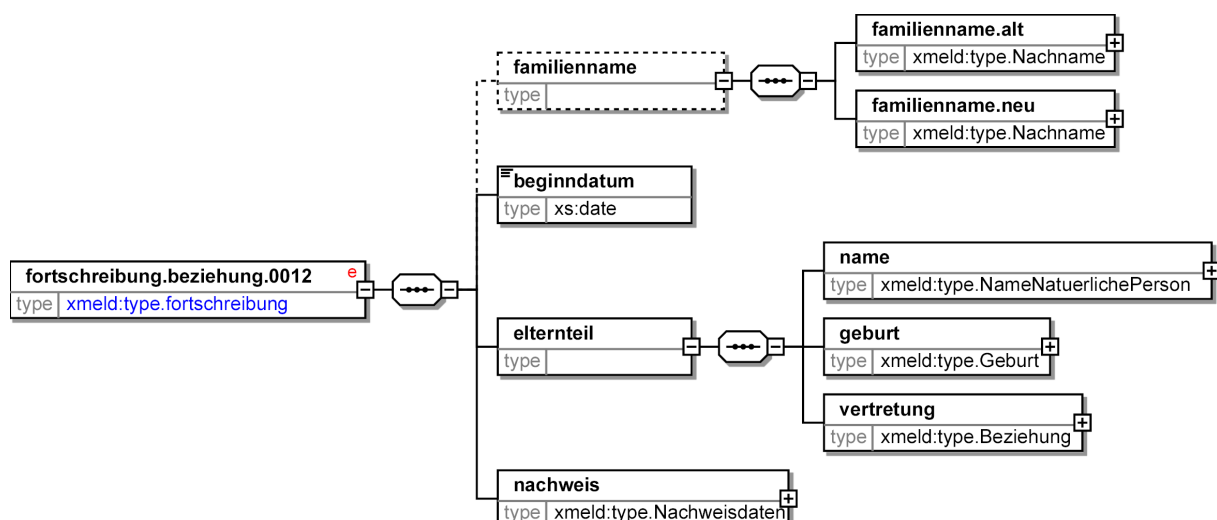 familienname.alt
type xmeld:type.Nachname
familienname
type
familienname.neu
type xmeld:type.Nachname
beginndatum
type xs:date
fortschreibung.beziehung.0012 e
type xmeld:type.fortschreibung
name
type xmeld:type.NameNatuerlichePerson
elternteil
type
geburt
type xmeld:type.Geburt
vertretung
type xmeld:type.Beziehung
nachweis
type xmeld:type.Nachweisdaten